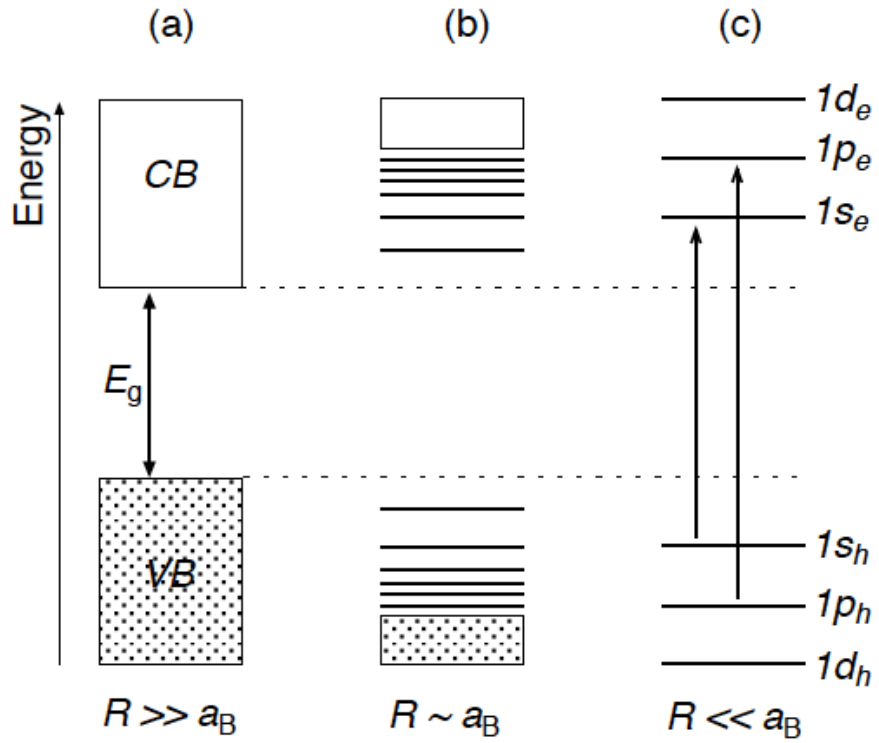 (a) (b) (c)
Energy
CB
E_g
VB
1d_e
1p_e
1s_e
1s_h
1p_h
1d_h
R >> a_B R ~ a_B R << a_B